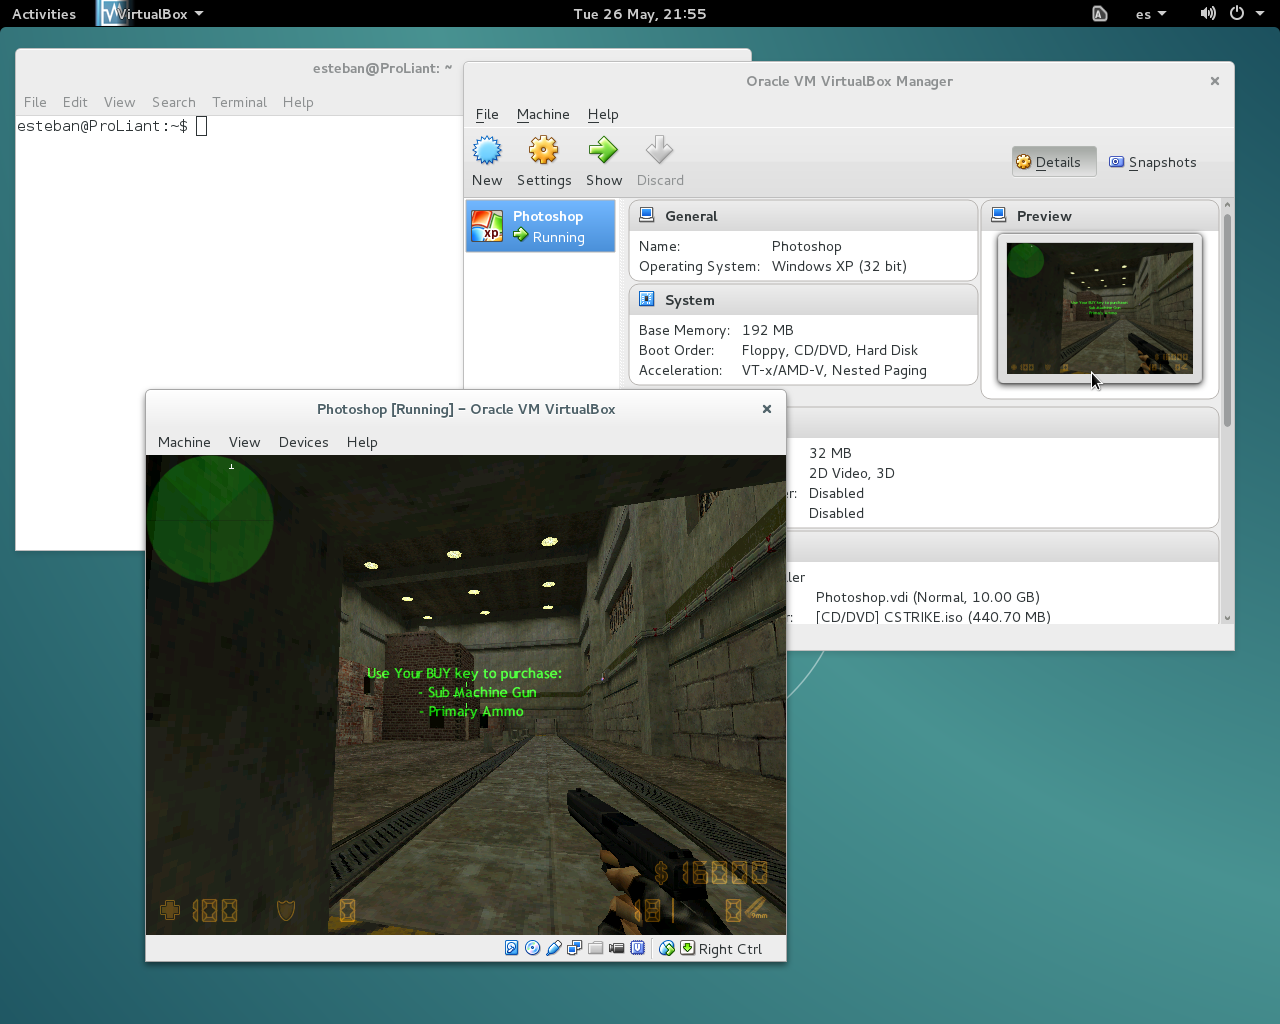 Activities
VirtualBox
Tue 26 May, 21:55
es
esteban@ProLiant: ~
File Edit View Search Terminal Help
esteban@ProLiant:~$
Oracle VM VirtualBox Manager
File Machine Help
New Settings Show Discard
Details Snapshots
xp
Photoshop
Running
General
Name: Photoshop
Operating System: Windows XP (32 bit)
System
Base Memory: 192 MB
Boot Order: Floppy, CD/DVD, Hard Disk
Acceleration: VT-x/AMD-V, Nested Paging
Preview
32 MB
2D Video, 3D
Disabled
Disabled
Photoshop.vdi (Normal, 10.00 GB)
[CD/DVD] CSTRIKE.iso (440.70 MB)
Photoshop [Running] – Oracle VM VirtualBox
Machine View Devices Help
Use Your BUY key to purchase:
- Sub Machine Gun
- Primary Ammo
$ 16000
100 0 18 | 0 9mm
Right Ctrl